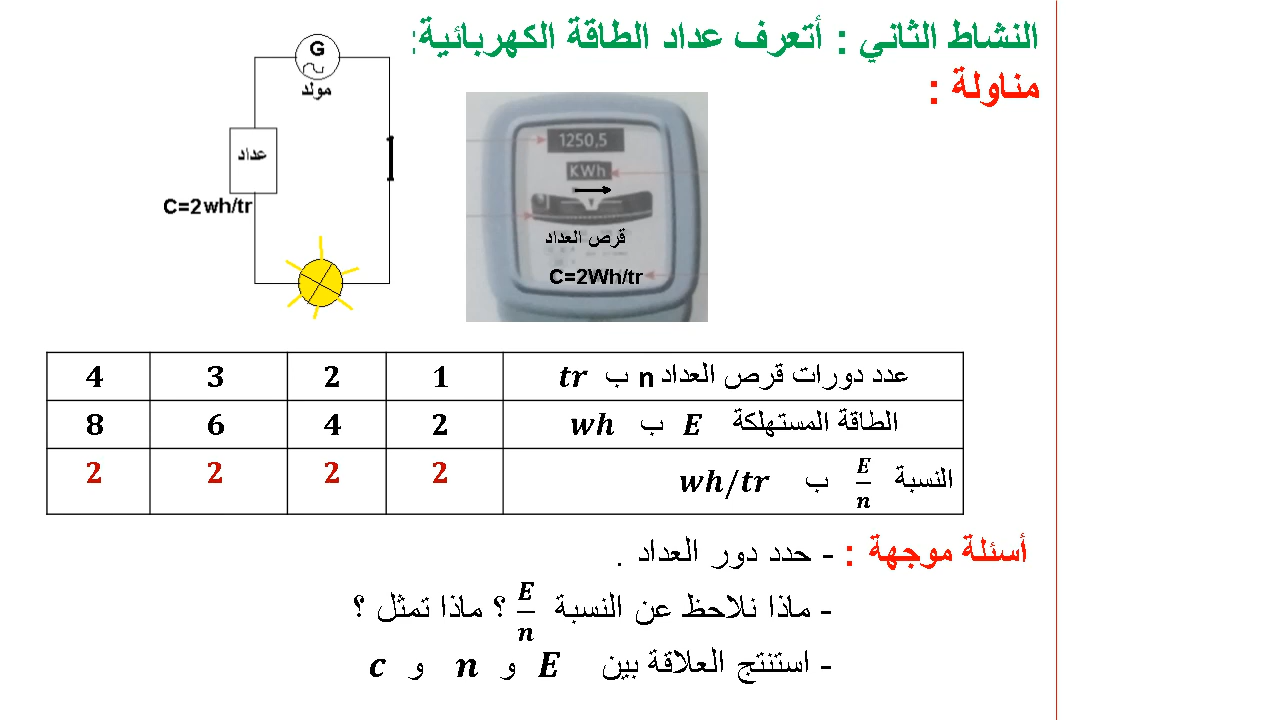 النشاط الثاني : أتعرف عداد الطاقة الكهربائية:
مناولة :
G
مولد
عداد
C=2wh/tr
1250,5
KWh
قرص العداد
C=2Wh/tr
عدد دورات قرص العداد n ب tr 1 2 3 4
الطاقة المستهلكة E ب wh 2 4 6 8
النسبة E/n ب wh/tr 2 2 2 2
أسئلة موجهة : - حدد دور العداد .
- ماذا نلاحظ عن النسبة E/n ؟ ماذا تمثل ؟
- استنتج العلاقة بين E و n و c